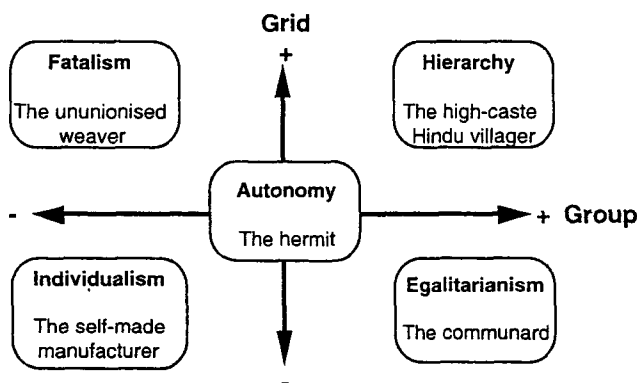 Grid
+
Fatalism
The ununionised
weaver
Hierarchy
The high-caste
Hindu villager
Autonomy
The hermit
-
+ Group
Individualism
The self-made
manufacturer
Egalitarianism
The communard
-